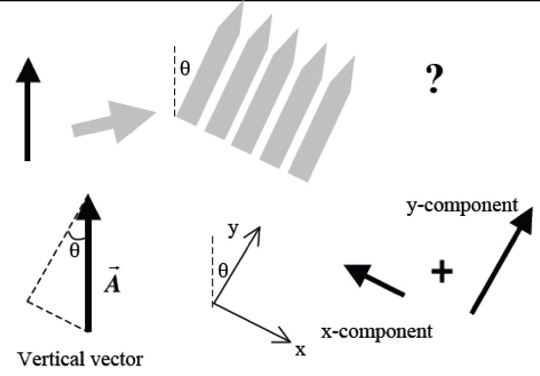 θ
?
y-component
θ
A
Vertical vector
y
θ
x
+
x-component